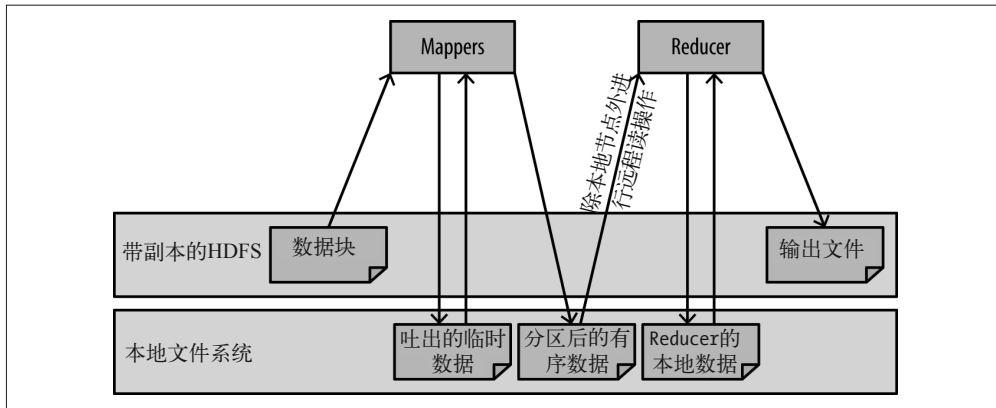 Mappers
Reducer
除本地节点外进
行远程读操作
带副本的HDFS
数据块
输出文件
本地文件系统
吐出的临时
数据
分区后的有
序数据
Reducer的
本地数据